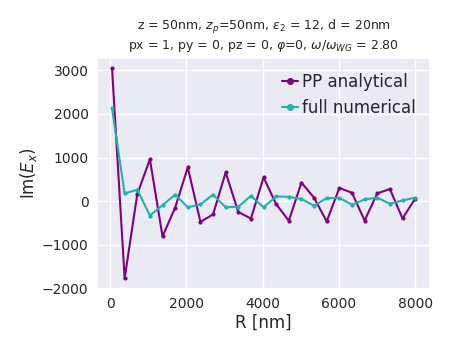 z = 50nm, z_p=50nm, ε_2 = 12, d = 20nm
px = 1, py = 0, pz = 0, φ=0, ω/ω_WG = 2.80
PP analytical
full numerical
3000
2000
1000
0
−1000
−2000
Im(E_x)
0
2000
4000
6000
8000
R [nm]